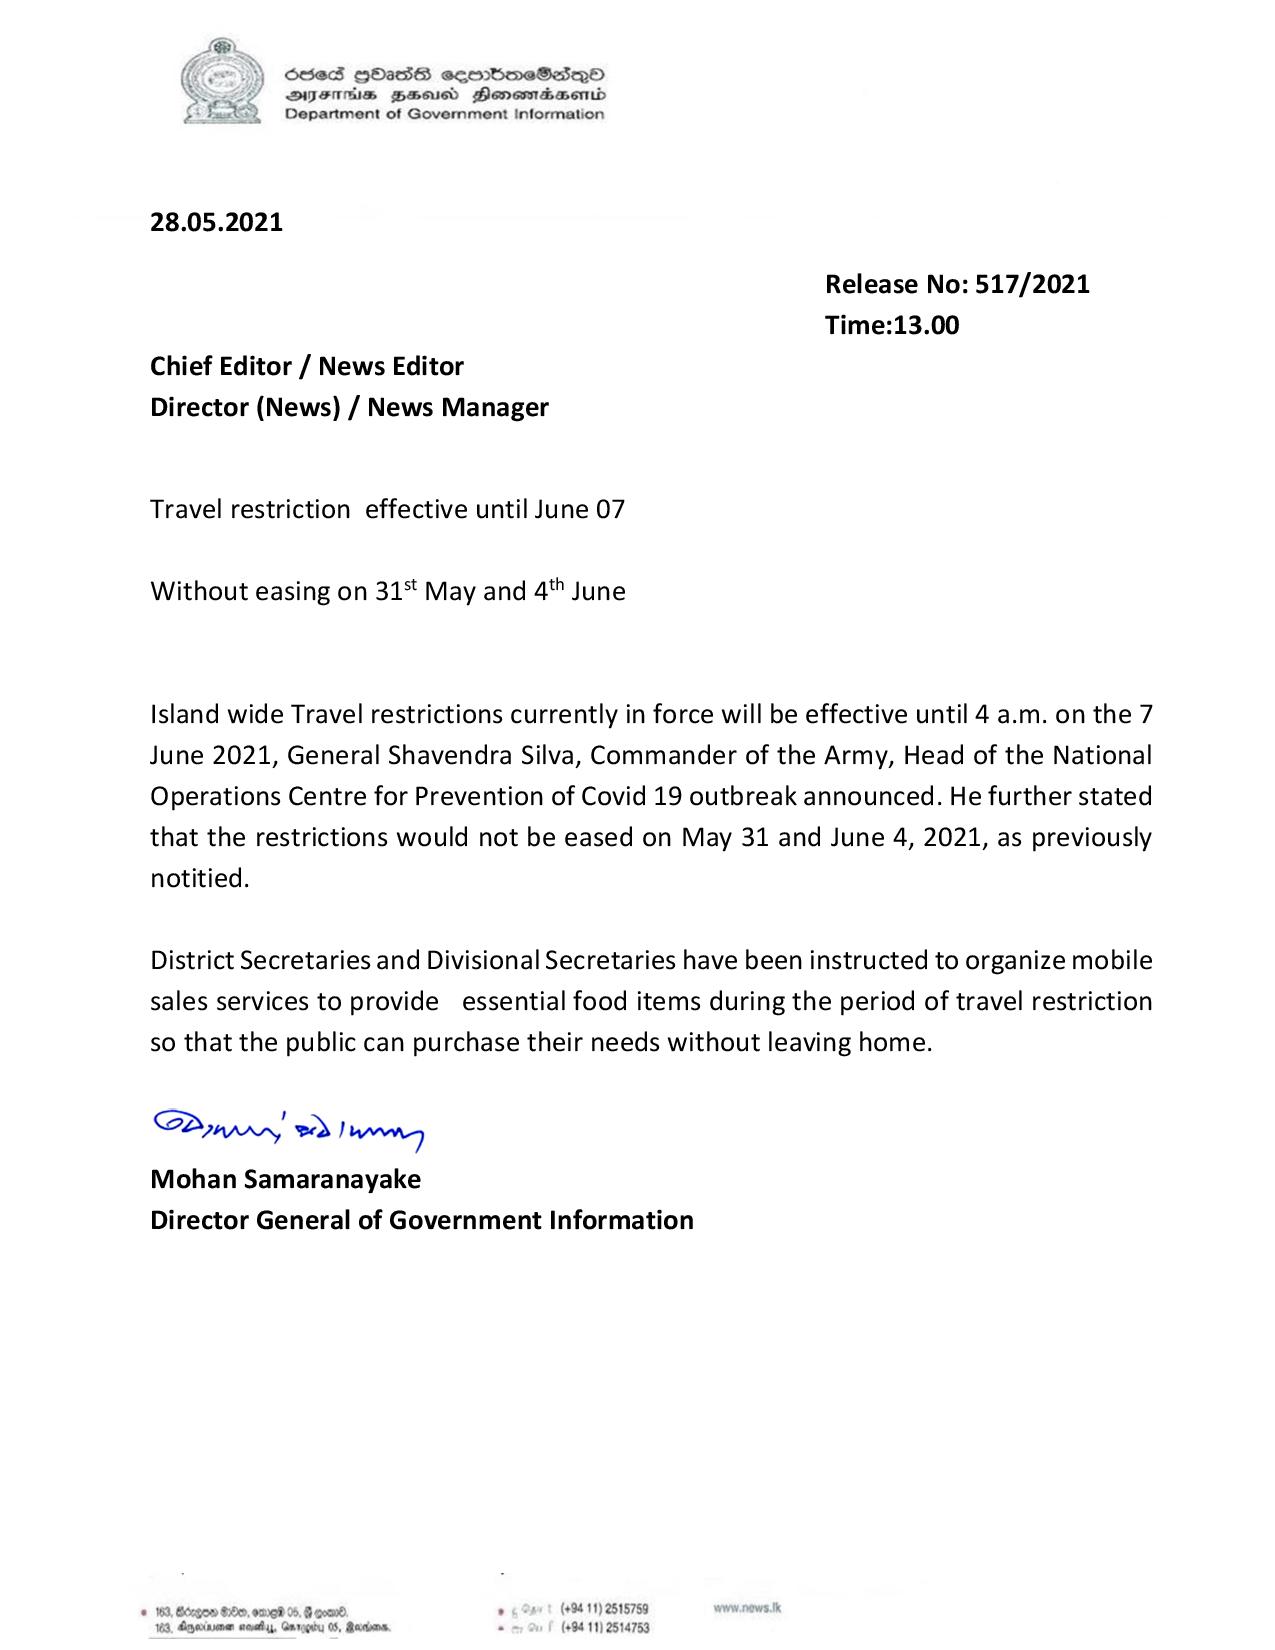 රජයේ ප්‍රවෘත්ති දෙපාර්තමේන්තුව
அரசாங்க தகவல் திணைக்களம்
Department of Government Information
28.05.2021
Release No: 517/2021
Time:13.00
Chief Editor / News Editor
Director (News) / News Manager
Travel restriction effective until June 07
Without easing on 31st May and 4th June
Island wide Travel restrictions currently in force will be effective until 4 a.m. on the 7
June 2021, General Shavendra Silva, Commander of the Army, Head of the National
Operations Centre for Prevention of Covid 19 outbreak announced. He further stated
that the restrictions would not be eased on May 31 and June 4, 2021, as previously
notitied.
District Secretaries and Divisional Secretaries have been instructed to organize mobile
sales services to provide essential food items during the period of travel restriction
so that the public can purchase their needs without leaving home.
Mohan Samaranayake
Director General of Government Information
163, කිරුලපන මාවත, කොළඹ 05, ශ්‍රී ලංකාව.
163, கிருலப்பனை எவனியூ, கொழும்பு 05, இலங்கை.
(+94 11) 2515759
(+94 11) 2514753
www.news.lk